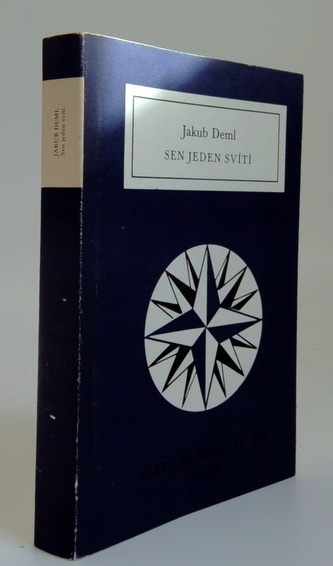 JAKUB DEML
Sen jeden svítí
Jakub Deml
SEN JEDEN SVÍTÍ